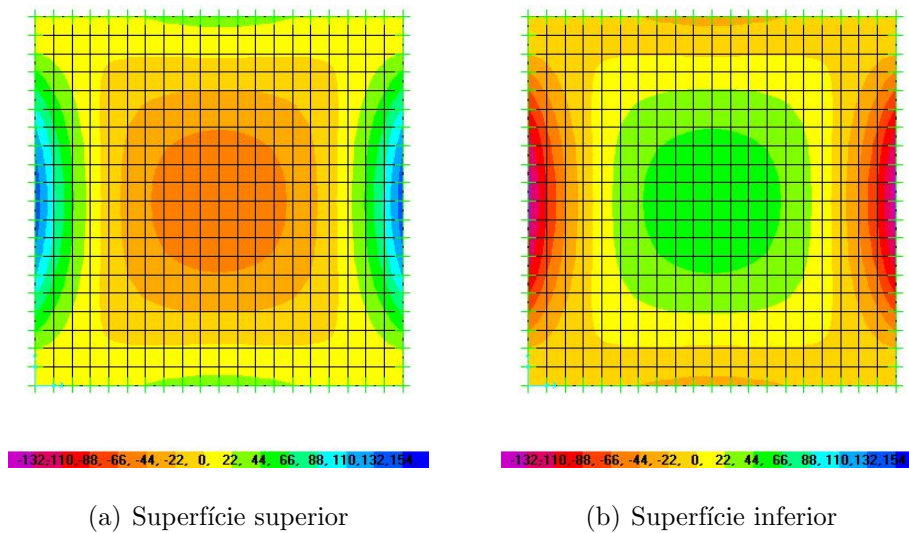 -132,-110,-88, -66, -44, -22, 0, 22, 44, 66, 88, 110,132,154,
-132,-110,-88, -66, -44, -22, 0, 22, 44, 66, 88, 110,132,154,
(a) Superfície superior
(b) Superfície inferior